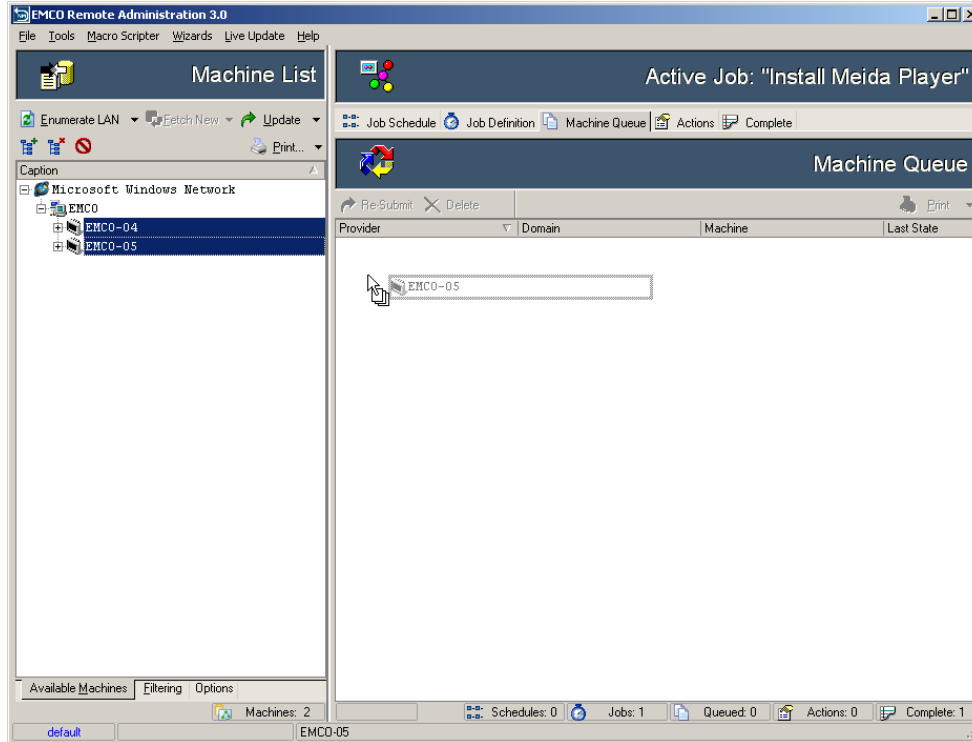 EMCO Remote Administration 3.0
File Tools Macro Scripter Wizards Live Update Help
Machine List
Active Job: "Install Meida Player"
Enumerate LAN Fetch New Update
Job Schedule Job Definition Machine Queue Actions Complete
Print...
Machine Queue
Caption
Re-Submit Delete Print
Microsoft Windows Network
Provider Domain Machine Last State
EMCO
EMCO-04
EMCO-05
EMCO-05
Available Machines Filtering Options
Machines: 2
Schedules: 0 Jobs: 1 Queued: 0 Actions: 0 Complete: 1
default EMCO-05